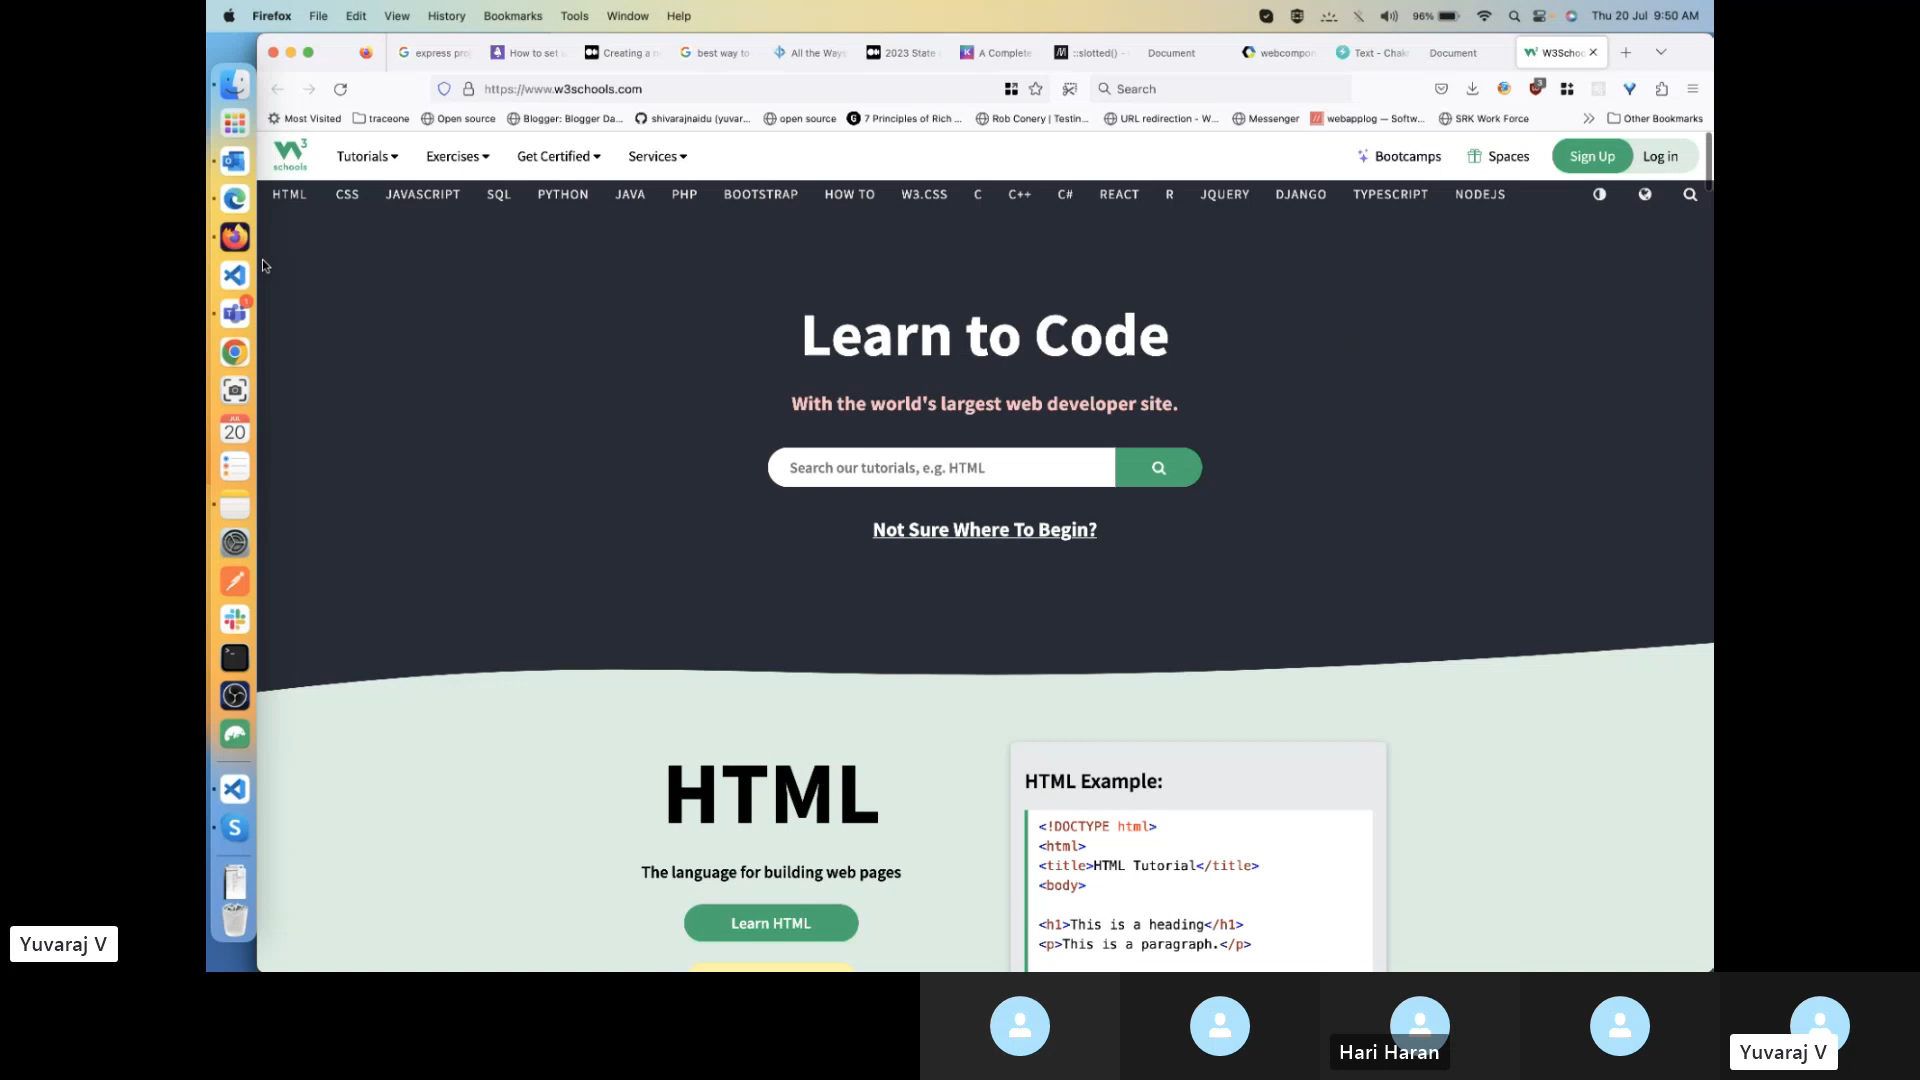 Firefox File Edit View History Bookmarks Tools Window Help 96% Thu 20 Jul 9:50 AM
express pro How to set u Creating a r best way to All the Ways 2023 State A Complete ::slotted() - Document webcompon Text - Chak Document W3Schoo
https://www.w3schools.com Search
Most Visited traceone Open source Blogger: Blogger Da... shivarajnaidu (yuvar... open source 7 Principles of Rich ... Rob Conery | Testin... URL redirection - W... Messenger webapplog — Softw... SRK Work Force Other Bookmarks
W3 schools Tutorials Exercises Get Certified Services Bootcamps Spaces Sign Up Log in
HTML CSS JAVASCRIPT SQL PYTHON JAVA PHP BOOTSTRAP HOW TO W3.CSS C C++ C# REACT R JQUERY DJANGO TYPESCRIPT NODEJS
Learn to Code
With the world's largest web developer site.
Search our tutorials, e.g. HTML
Not Sure Where To Begin?
HTML
The language for building web pages
Learn HTML
HTML Example:
<!DOCTYPE html>
<html>
<title>HTML Tutorial</title>
<body>
<h1>This is a heading</h1>
<p>This is a paragraph.</p>
JUL
20
Yuvaraj V
Hari Haran
Yuvaraj V